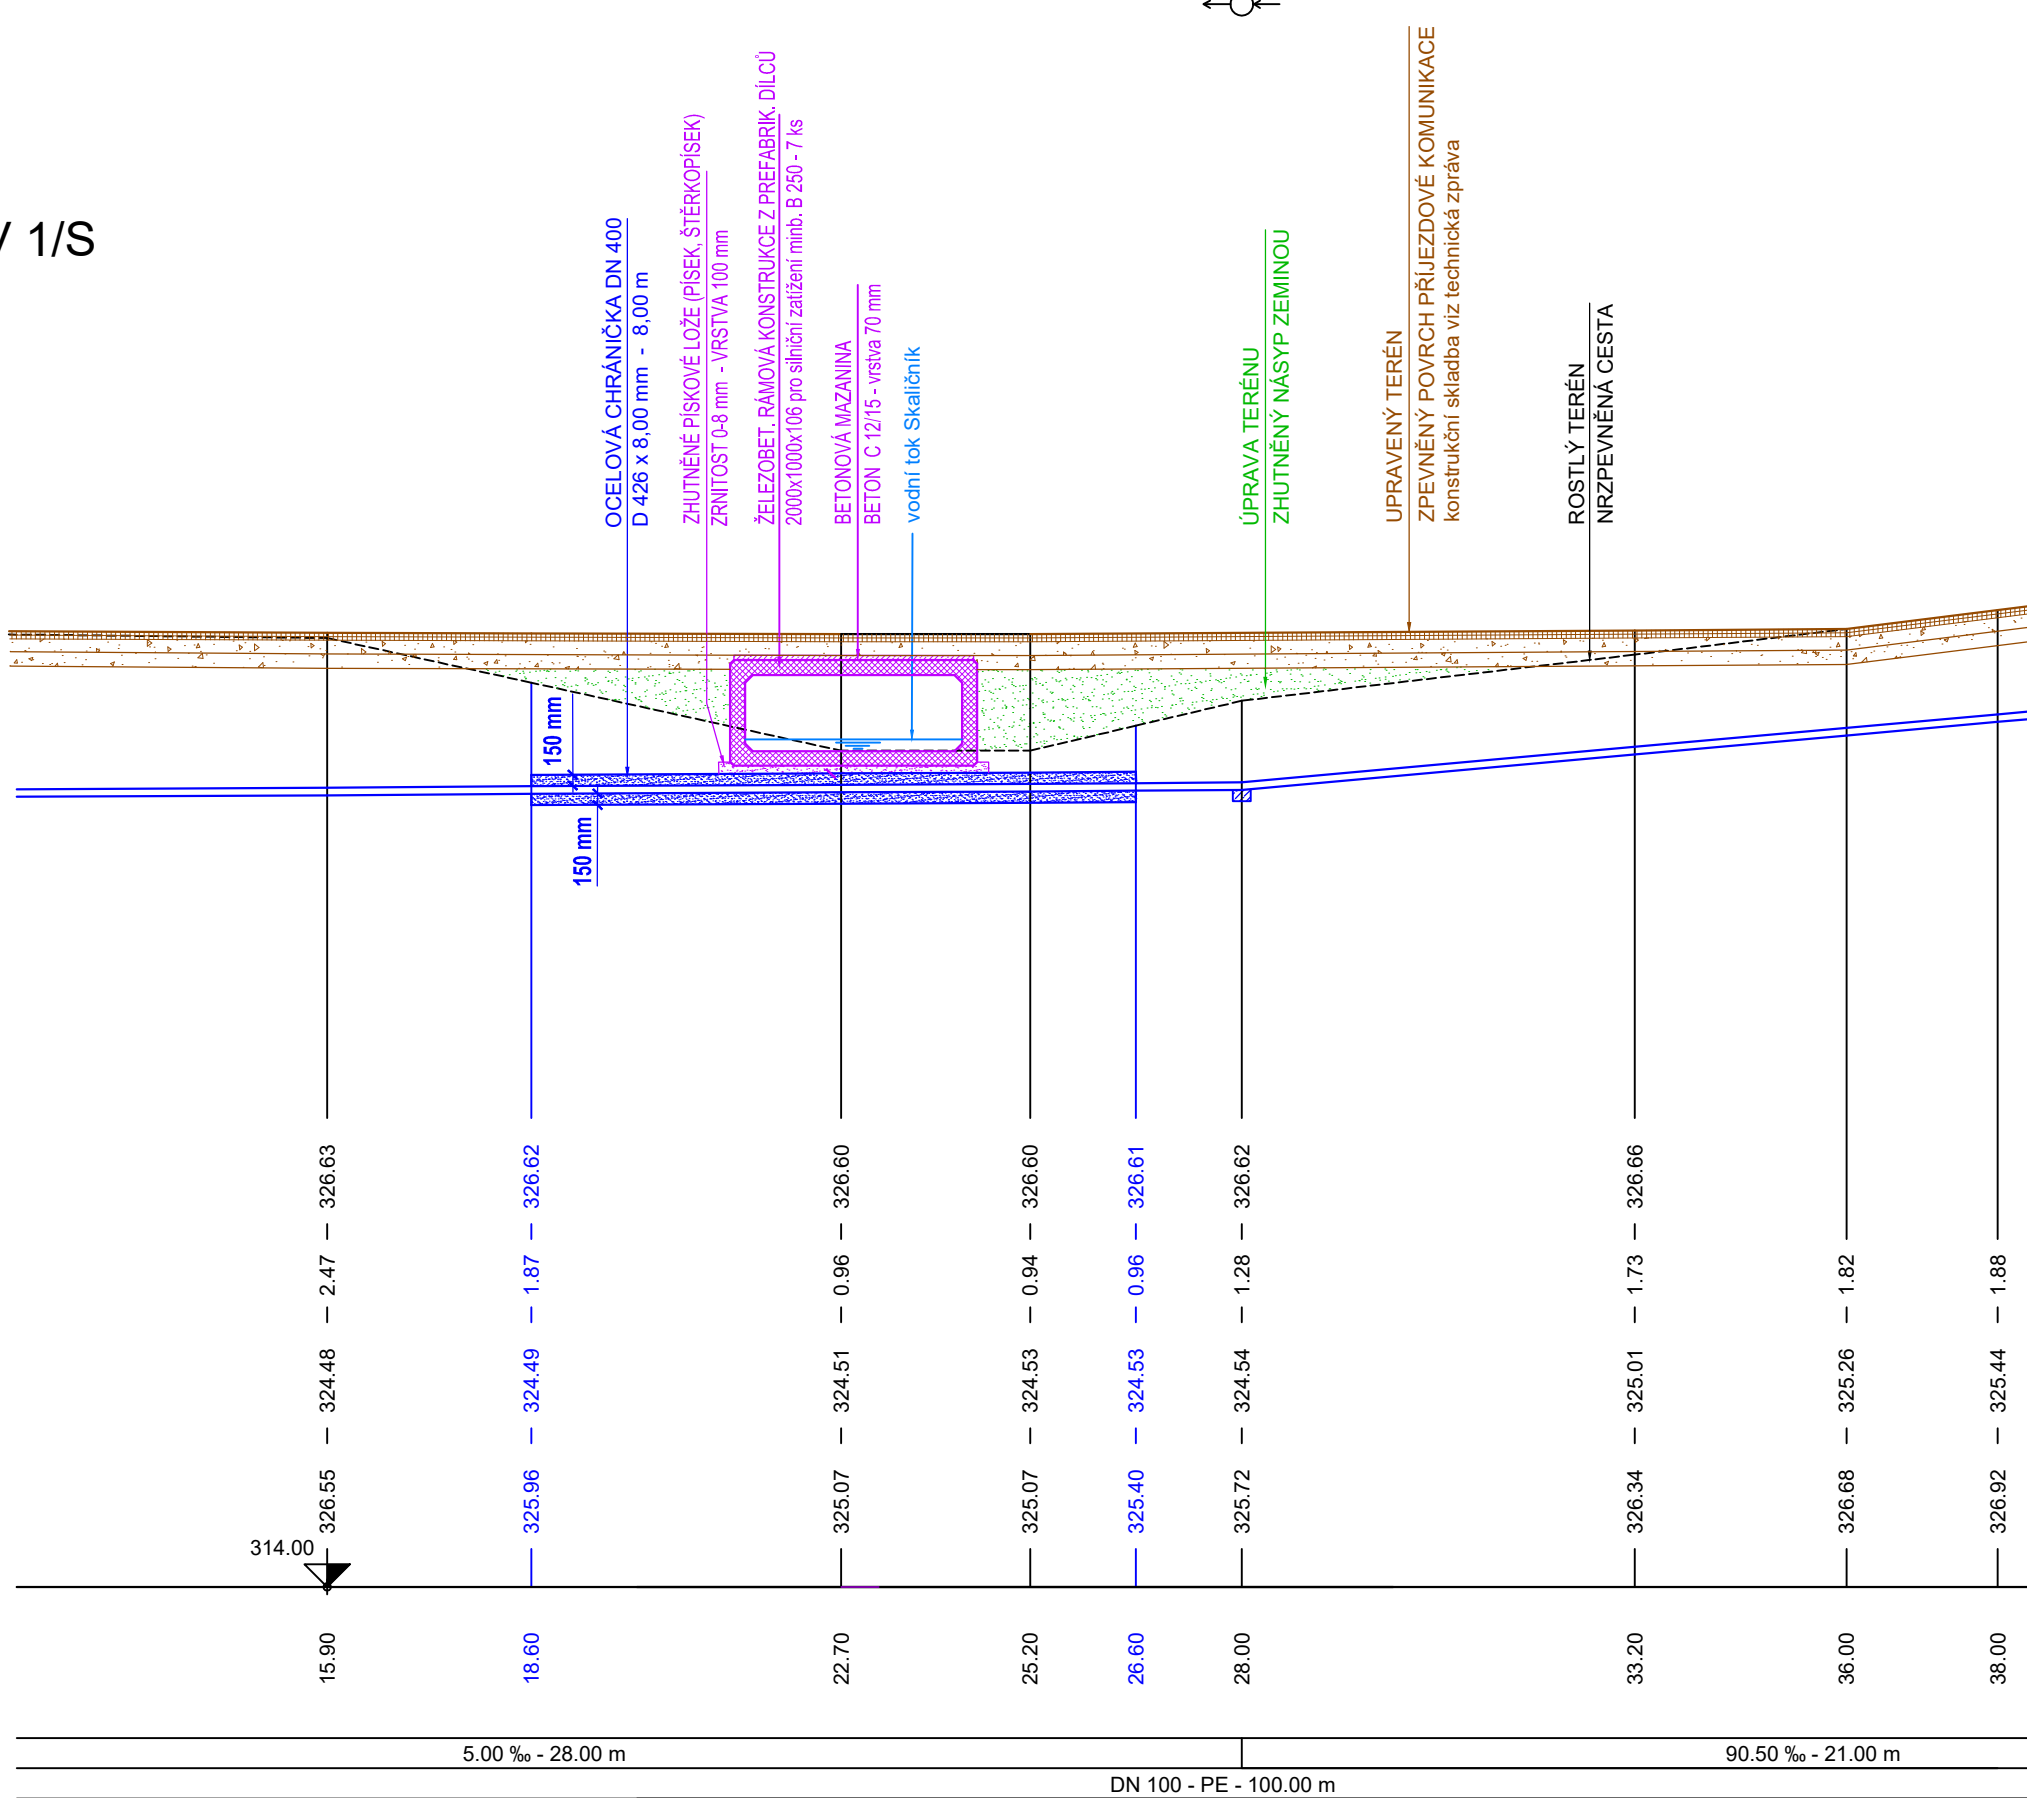 1/S
OCELOVÁ CHRÁNIČKA DN 400
D 426 x 8,00 mm - 8,00 m
ZHUTNĚNÉ PÍSKOVÉ LOŽE (PÍSEK, ŠTĚRKOPÍSEK)
ZRNITOST 0-8 mm - VRSTVA 100 mm
ŽELEZOBET. RÁMOVÁ KONSTRUKCE Z PREFABRIK. DÍLCŮ
2000x1000x106 pro silniční zatížení minb. B 250 - 7 ks
BETONOVÁ MAZANINA
BETON C 12/15 - vrstva 70 mm
vodní tok Skaličník
ÚPRAVA TERÉNU
ZHUTNĚNÝ NÁSYP ZEMINOU
UPRAVENÝ TERÉN
ZPEVNĚNÝ POVRCH PŘÍJEZDOVÉ KOMUNIKACE
konstrukční skladba viz technická zpráva
ROSTLÝ TERÉN
NRZPEVNĚNÁ CESTA
150 mm
150 mm
326.63
326.62
326.60
326.60
326.61
326.62
326.66
2.47
1.87
0.96
0.94
0.96
1.28
1.73
1.82
1.88
324.48
324.49
324.51
324.53
324.53
324.54
325.01
325.26
325.44
326.55
325.96
325.07
325.07
325.40
325.72
326.34
326.68
326.92
314.00
15.90
18.60
22.70
25.20
26.60
28.00
33.20
36.00
38.00
5.00 ‰ - 28.00 m
90.50 ‰ - 21.00 m
DN 100 - PE - 100.00 m